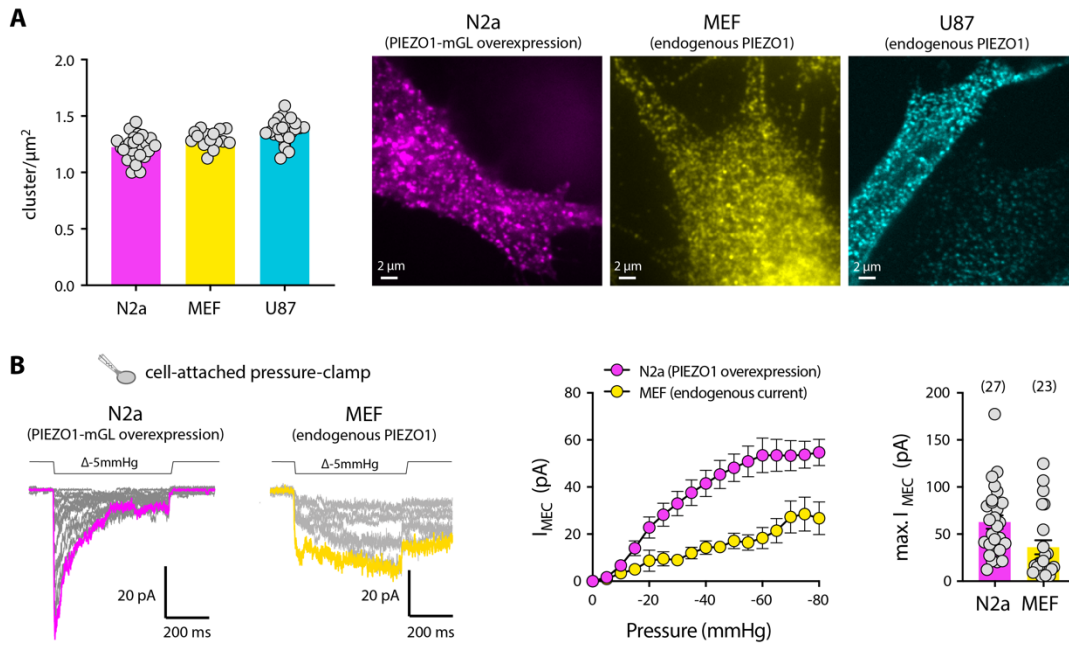 A
N2a
(PIEZO1-mGL overexpression)
MEF
(endogenous PIEZO1)
U87
(endogenous PIEZO1)
cluster/µm²
2.0
1.5
1.0
0.5
0.0
N2a
MEF
U87
2 µm
2 µm
2 µm
B
cell-attached pressure-clamp
N2a
(PIEZO1-mGL overexpression)
Δ-5mmHg
20 pA
200 ms
MEF
(endogenous PIEZO1)
Δ-5mmHg
20 pA
200 ms
N2a (PIEZO1 overexpression)
MEF (endogenous current)
I MEC (pA)
80
60
40
20
0
0
-20
-40
-60
-80
Pressure (mmHg)
max. I MEC (pA)
(27)
(23)
200
150
100
50
0
N2a
MEF